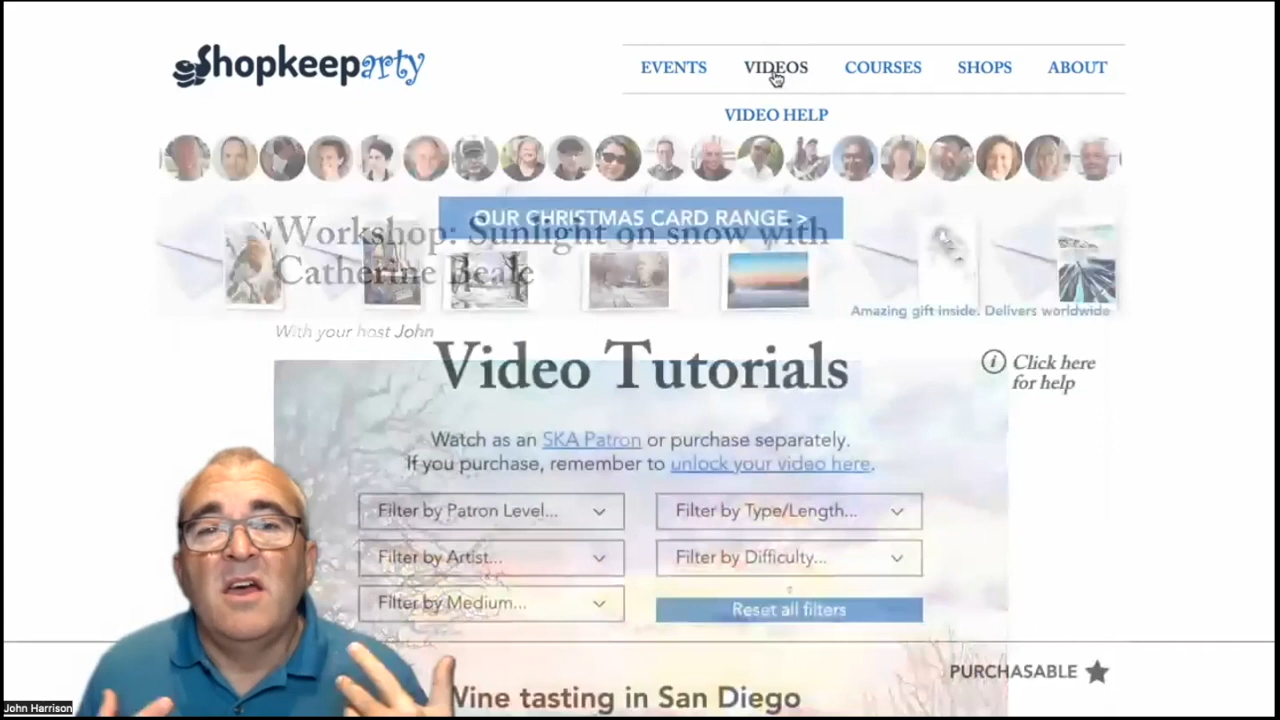 Shopkeeparty
EVENTS VIDEOS COURSES SHOPS ABOUT
VIDEO HELP
OUR CHRISTMAS CARD RANGE >
Workshop: Sunlight on snow with
Catherine Beale
Amazing gift inside. Delivers worldwide
With your host John
Video Tutorials
Click here
for help
Watch as an SKA Patron or purchase separately.
If you purchase, remember to unlock your video here.
Filter by Patron Level... Filter by Type/Length...
Filter by Artist... Filter by Difficulty...
Filter by Medium... Reset all filters
PURCHASABLE
Wine tasting in San Diego
John Harrison